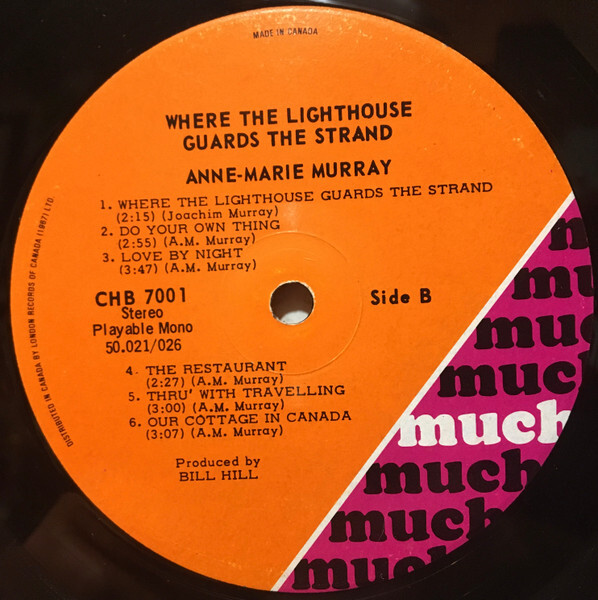 MADE IN CANADA
WHERE THE LIGHTHOUSE
GUARDS THE STRAND
ANNE-MARIE MURRAY
1. WHERE THE LIGHTHOUSE GUARDS THE STRAND
(2:15) (Joachim Murray)
2. DO YOUR OWN THING
(2:55) (A.M. Murray)
3. LOVE BY NIGHT
(3:47) (A.M. Murray)
CHB 7001
Stereo
Playable Mono
50.021/026
Side B
4. THE RESTAURANT
(2:27) (A.M. Murray)
5. THRU' WITH TRAVELLING
(3:00) (A.M. Murray)
6. OUR COTTAGE IN CANADA
(3:07) (A.M. Murray)
Produced by
BILL HILL
DISTRIBUTED IN CANADA BY LONDON RECORDS OF CANADA (1967) LTD.
m
mu
muc
much
much
much
much
much